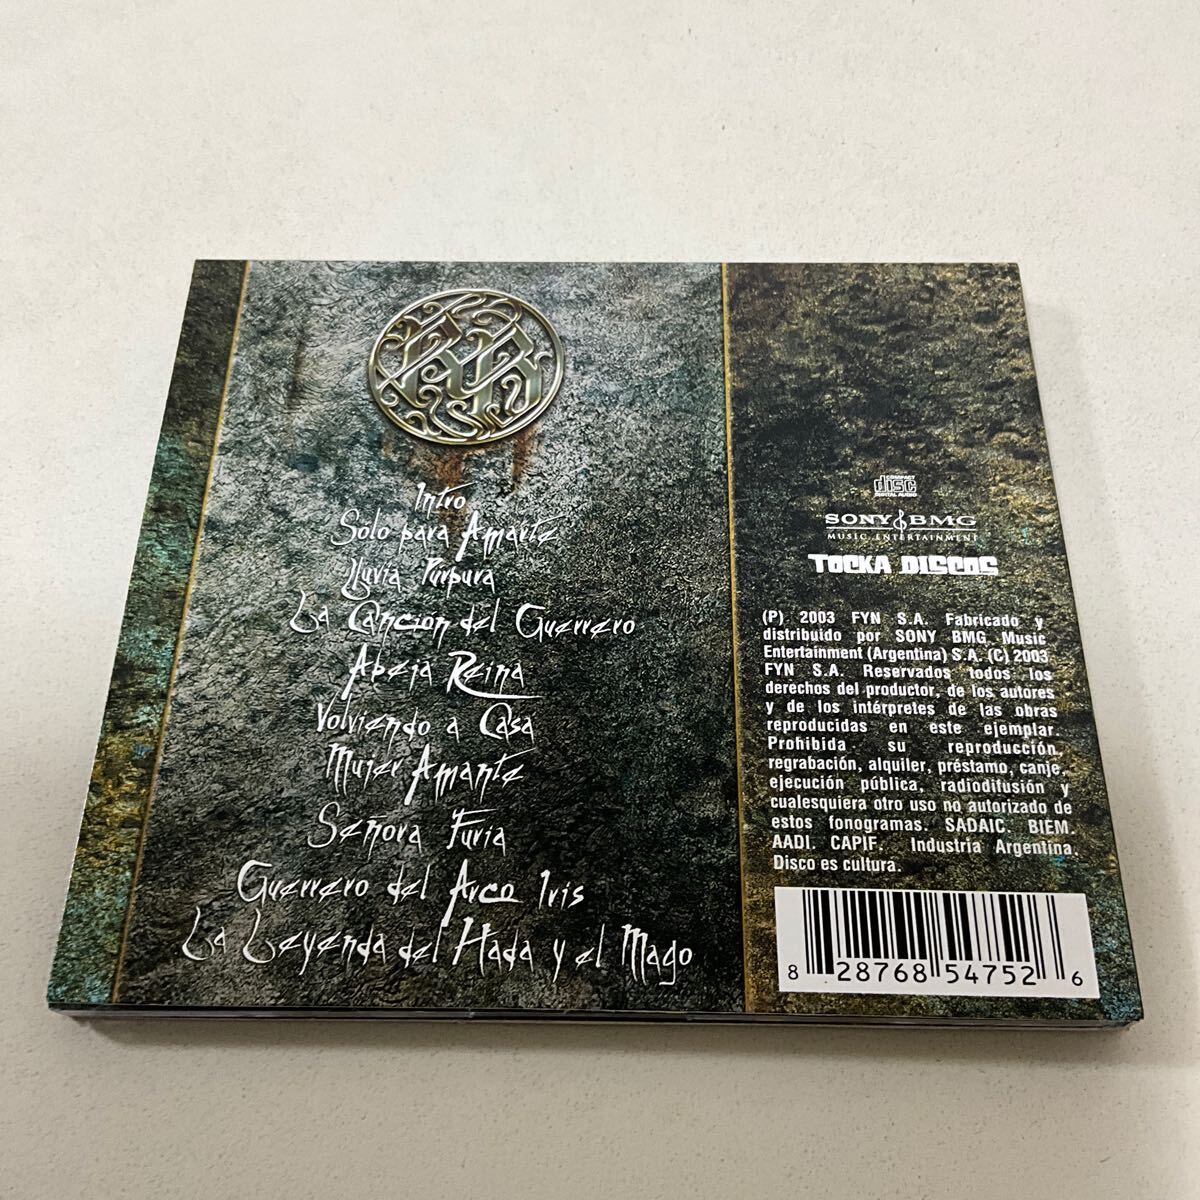 RB
Intro
Solo para Amarte
Lluvia Púrpura
La Cancion del Guerrero
Abeja Reina
Volviendo a Casa
Mujer Amante
Señora Furia
Guerrero del Arco Iris
La Leyenda del Hada y el Mago
COMPACT
disc
DIGITAL AUDIO
SONY BMG
MUSIC ENTERTAINMENT
TOCKA DISCOS
(P) 2003 FYN S.A. Fabricado y
distribuido por SONY BMG Music
Entertainment (Argentina) S.A. (C) 2003
FYN S.A. Reservados todos los
derechos del productor, de los autores
y de los intérpretes de las obras
reproducidas en este ejemplar.
Prohibida su reproducción,
regrabación, alquiler, préstamo, canje,
ejecución pública, radiodifusión y
cualesquiera otro uso no autorizado de
estos fonogramas. SADAIC. BIEM.
AADI. CAPIF. Industria Argentina.
Disco es cultura.
8 28768 54752 6